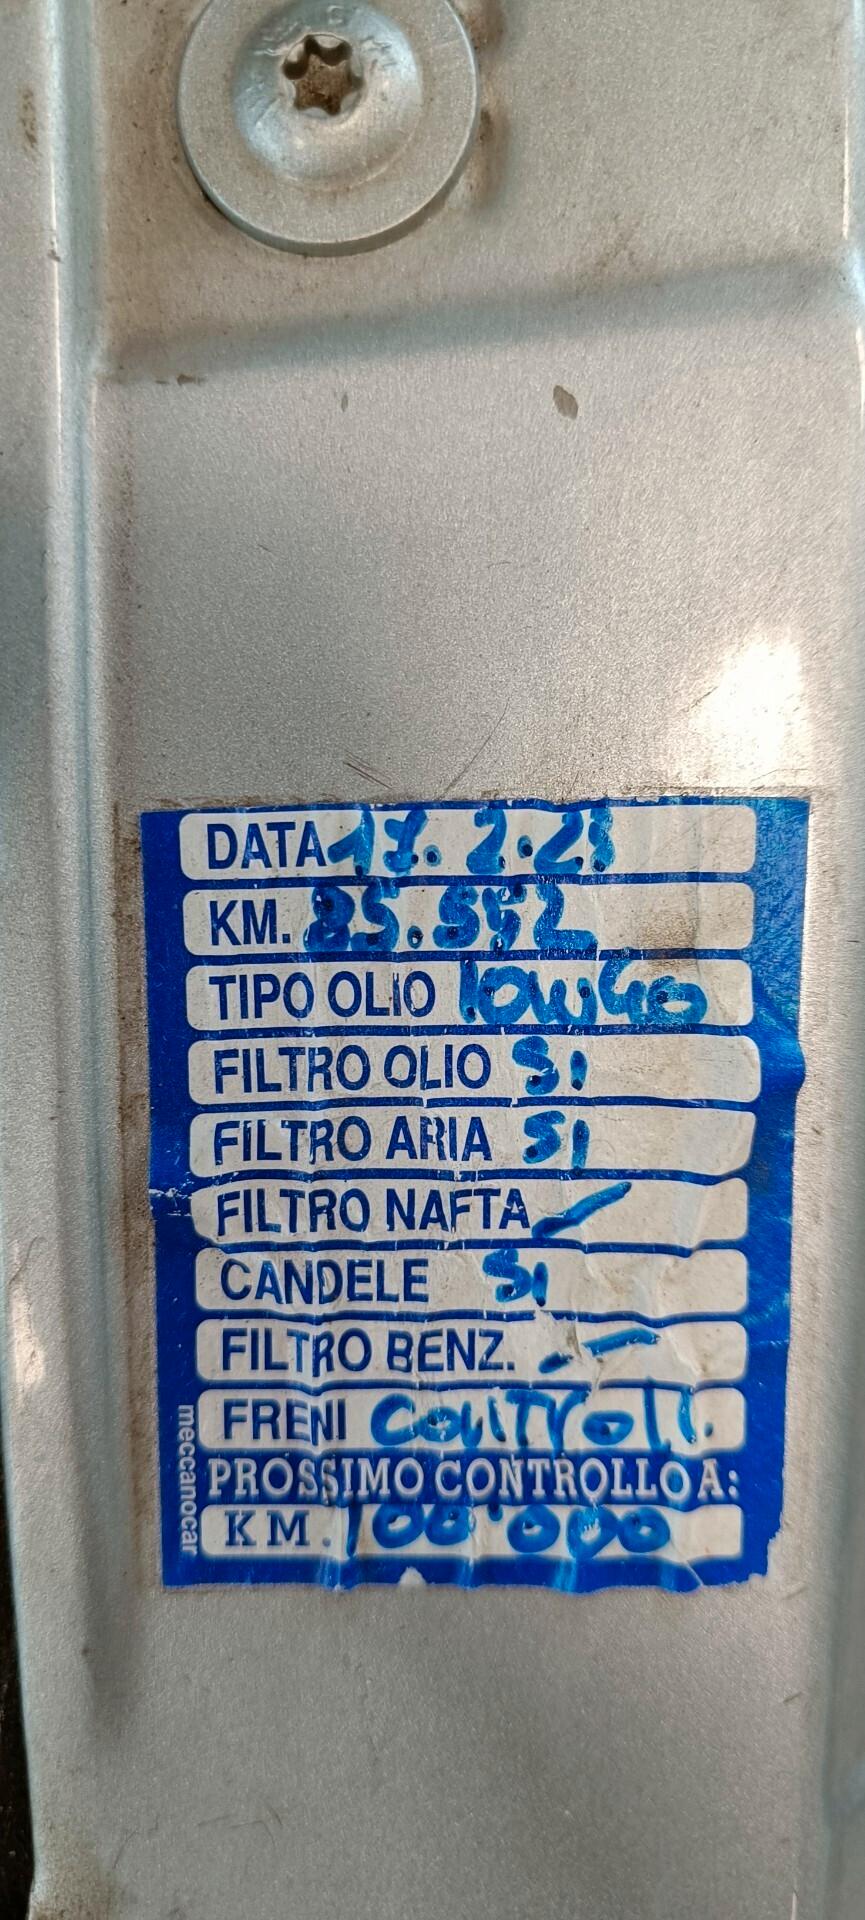 DATA 17.2.23
KM. 85.542
TIPO OLIO 10W40
FILTRO OLIO SI
FILTRO ARIA SI
FILTRO NAFTA /
CANDELE SI
FILTRO BENZ. -
FRENI CONTROLL.
PROSSIMO CONTROLLO A:
KM. 100'000
meccanocar